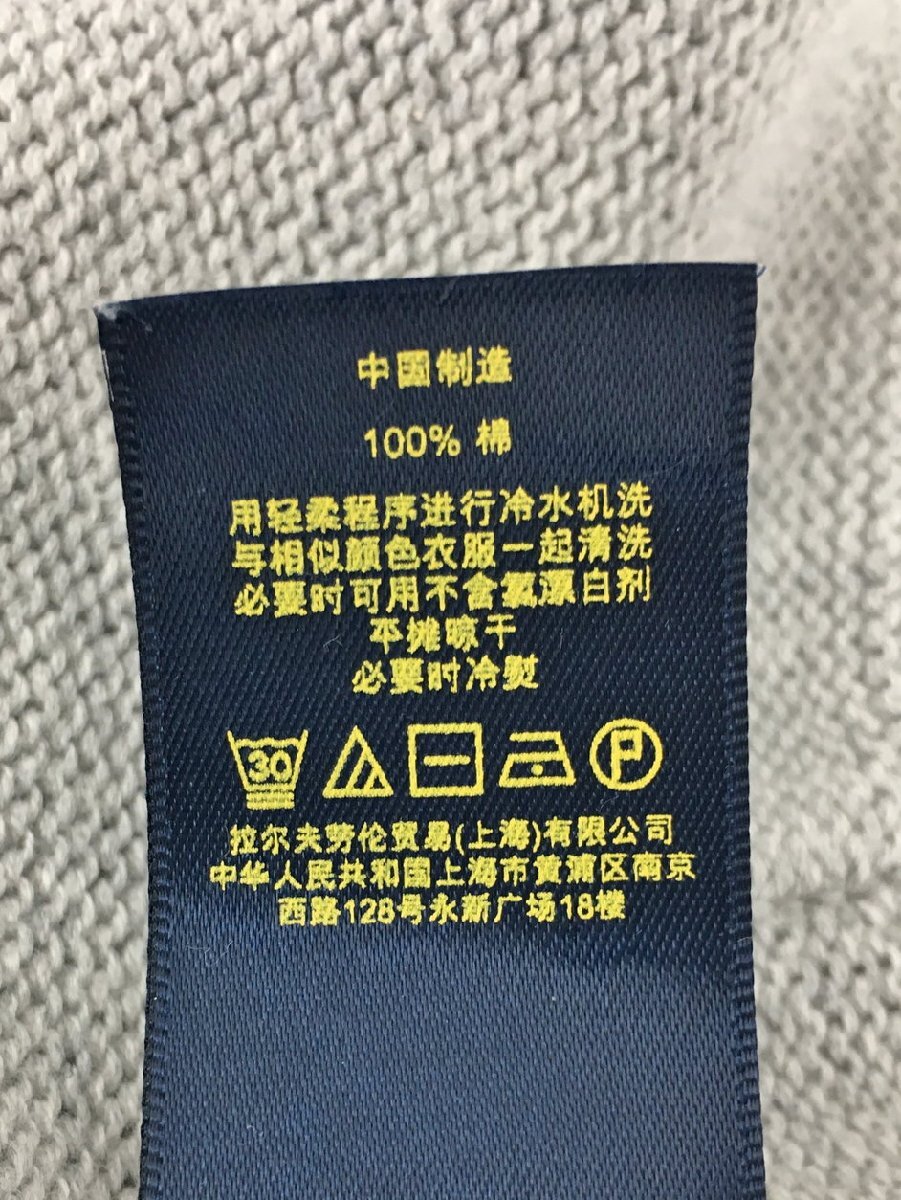 中国制造
100% 棉
用轻柔程序进行冷水机洗
与相似颜色衣服一起清洗
必要时可用不含氯漂白剂
平摊晾干
必要时冷熨
30
P
拉尔夫劳伦贸易(上海)有限公司
中华人民共和国上海市黄浦区南京
西路128号永新广场18楼